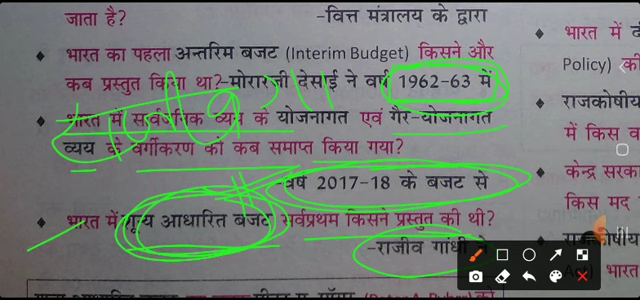 जाता है?
-वित्त मंत्रालय के द्वारा
♦ भारत का पहला अन्तरिम बजट (Interim Budget) किसने और
कब प्रस्तुत किया था?-मोरारजी देसाई ने वर्ष 1962-63 में
♦ भारत में सार्वजनिक व्यय के योजनागत एवं गैर-योजनागत
व्यय के वर्गीकरण को कब समाप्त किया गया?
-वर्ष 2017-18 के बजट से
♦ भारत में शून्य आधारित बजट सर्वप्रथम किसने प्रस्तुत की थी?
-राजीव गांधी ने
♦ भारत में
Policy) की
♦ राजकोषीय
में किस
♦ केन्द्र सरका
किस मद
भारत